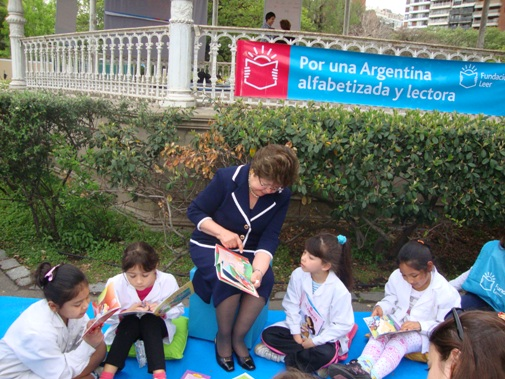 Por una Argentina
alfabetizada y lectora
Fundación
Leer